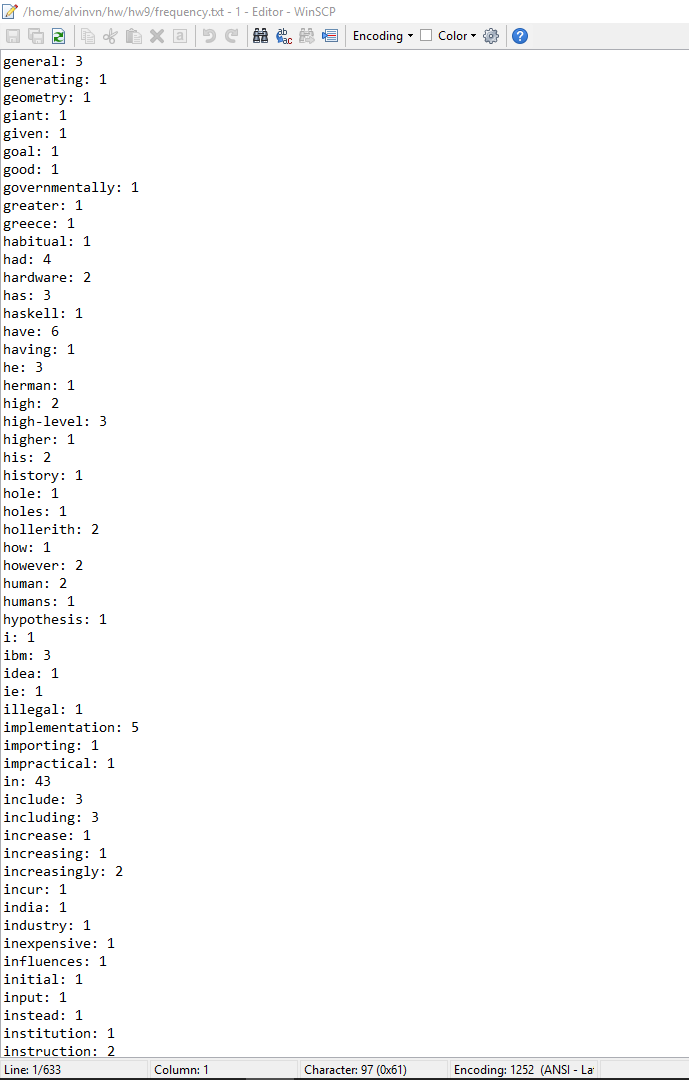 /home/alvinvn/hw/hw9/frequency.txt - 1 - Editor - WinSCP
Encoding Color
general: 3
generating: 1
geometry: 1
giant: 1
given: 1
goal: 1
good: 1
governmentally: 1
greater: 1
greece: 1
habitual: 1
had: 4
hardware: 2
has: 3
haskell: 1
have: 6
having: 1
he: 3
herman: 1
high: 2
high-level: 3
higher: 1
his: 2
history: 1
hole: 1
holes: 1
hollerith: 2
how: 1
however: 2
human: 2
humans: 1
hypothesis: 1
i: 1
ibm: 3
idea: 1
ie: 1
illegal: 1
implementation: 5
importing: 1
impractical: 1
in: 43
include: 3
including: 3
increase: 1
increasing: 1
increasingly: 2
incur: 1
india: 1
industry: 1
inexpensive: 1
influences: 1
initial: 1
input: 1
instead: 1
institution: 1
instruction: 2
Line: 1/633 Column: 1 Character: 97 (0x61) Encoding: 1252 (ANSI - La